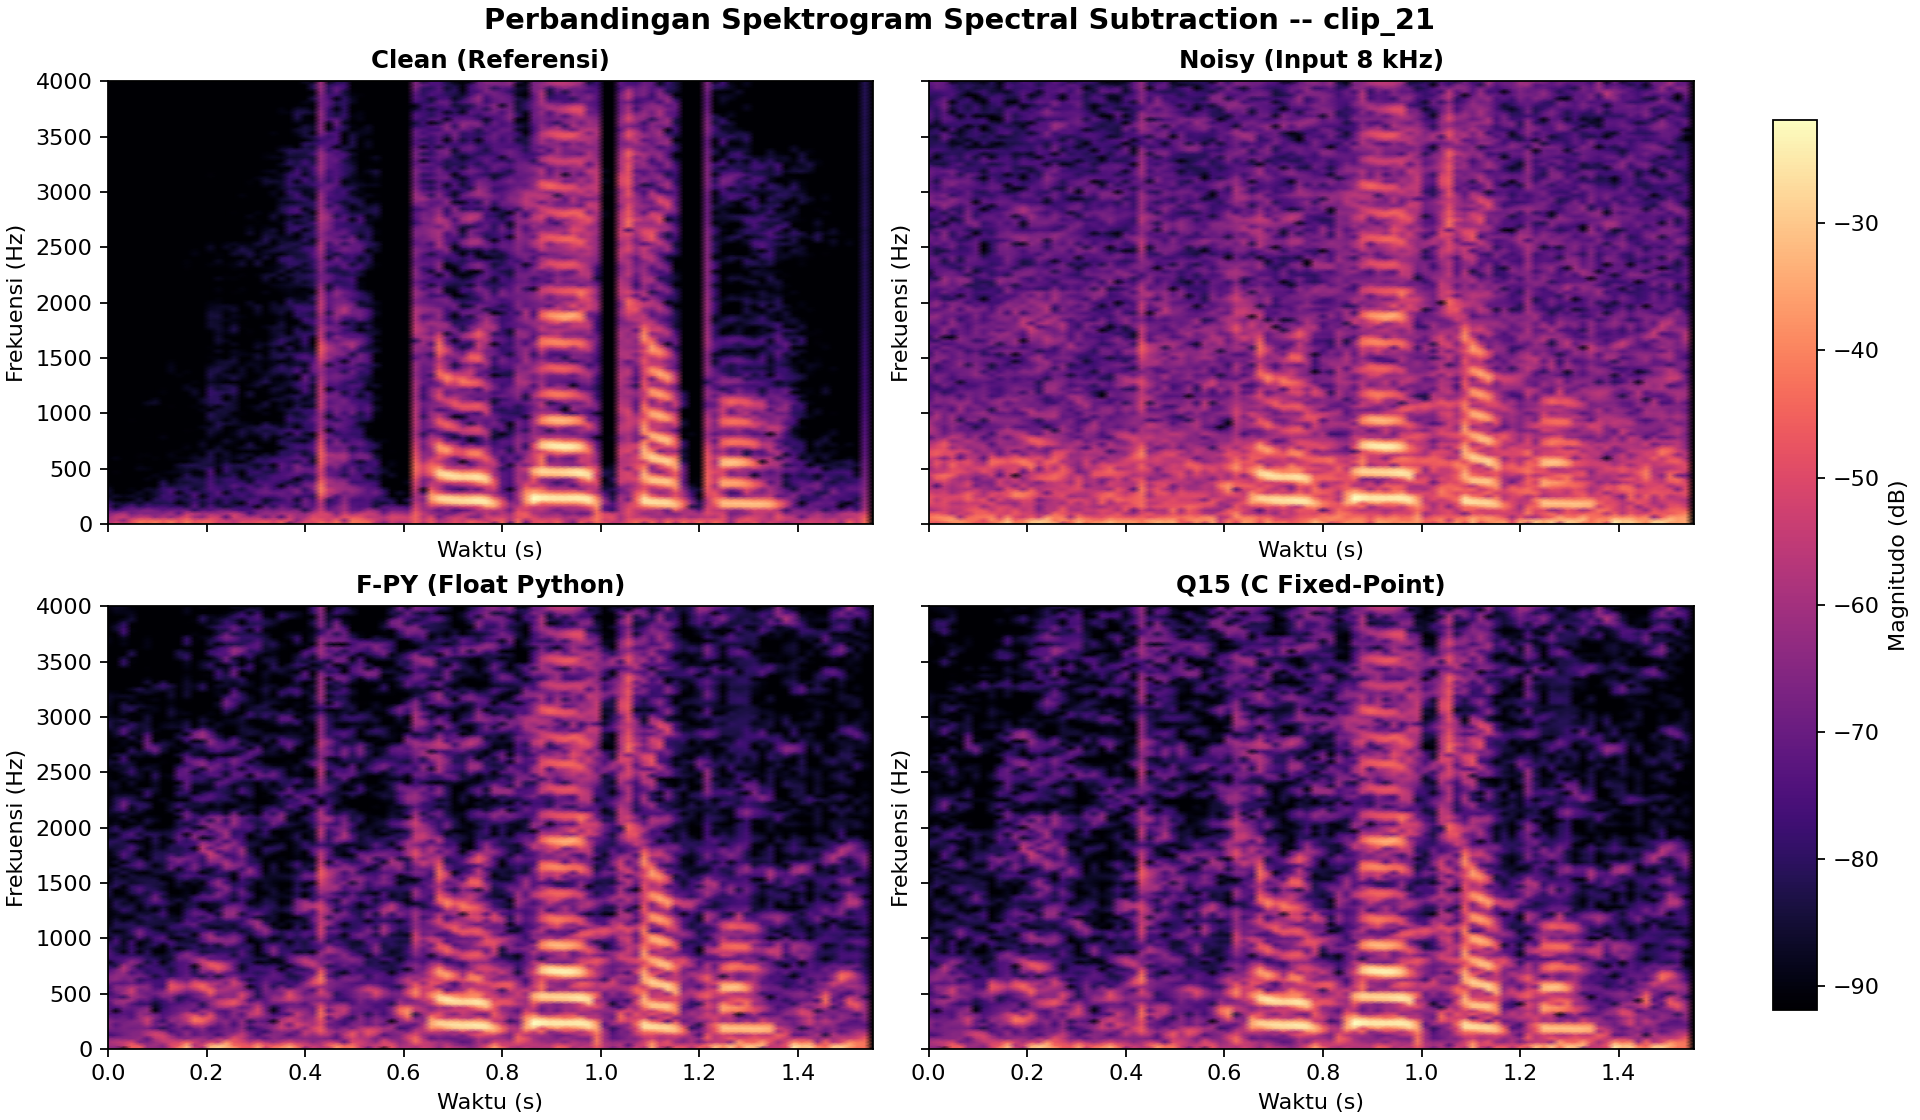 Perbandingan Spektrogram Spectral Subtraction -- clip_21
Clean (Referensi)
Noisy (Input 8 kHz)
4000
3500
3000
2500
2000
1500
1000
500
0
Frekuensi (Hz)
Waktu (s)
Frekuensi (Hz)
Waktu (s)
F-PY (Float Python)
Q15 (C Fixed-Point)
4000
3500
3000
2500
2000
1500
1000
500
0
Frekuensi (Hz)
0.0 0.2 0.4 0.6 0.8 1.0 1.2 1.4
Waktu (s)
Frekuensi (Hz)
0.0 0.2 0.4 0.6 0.8 1.0 1.2 1.4
Waktu (s)
−30
−40
−50
−60
−70
−80
−90
Magnitudo (dB)